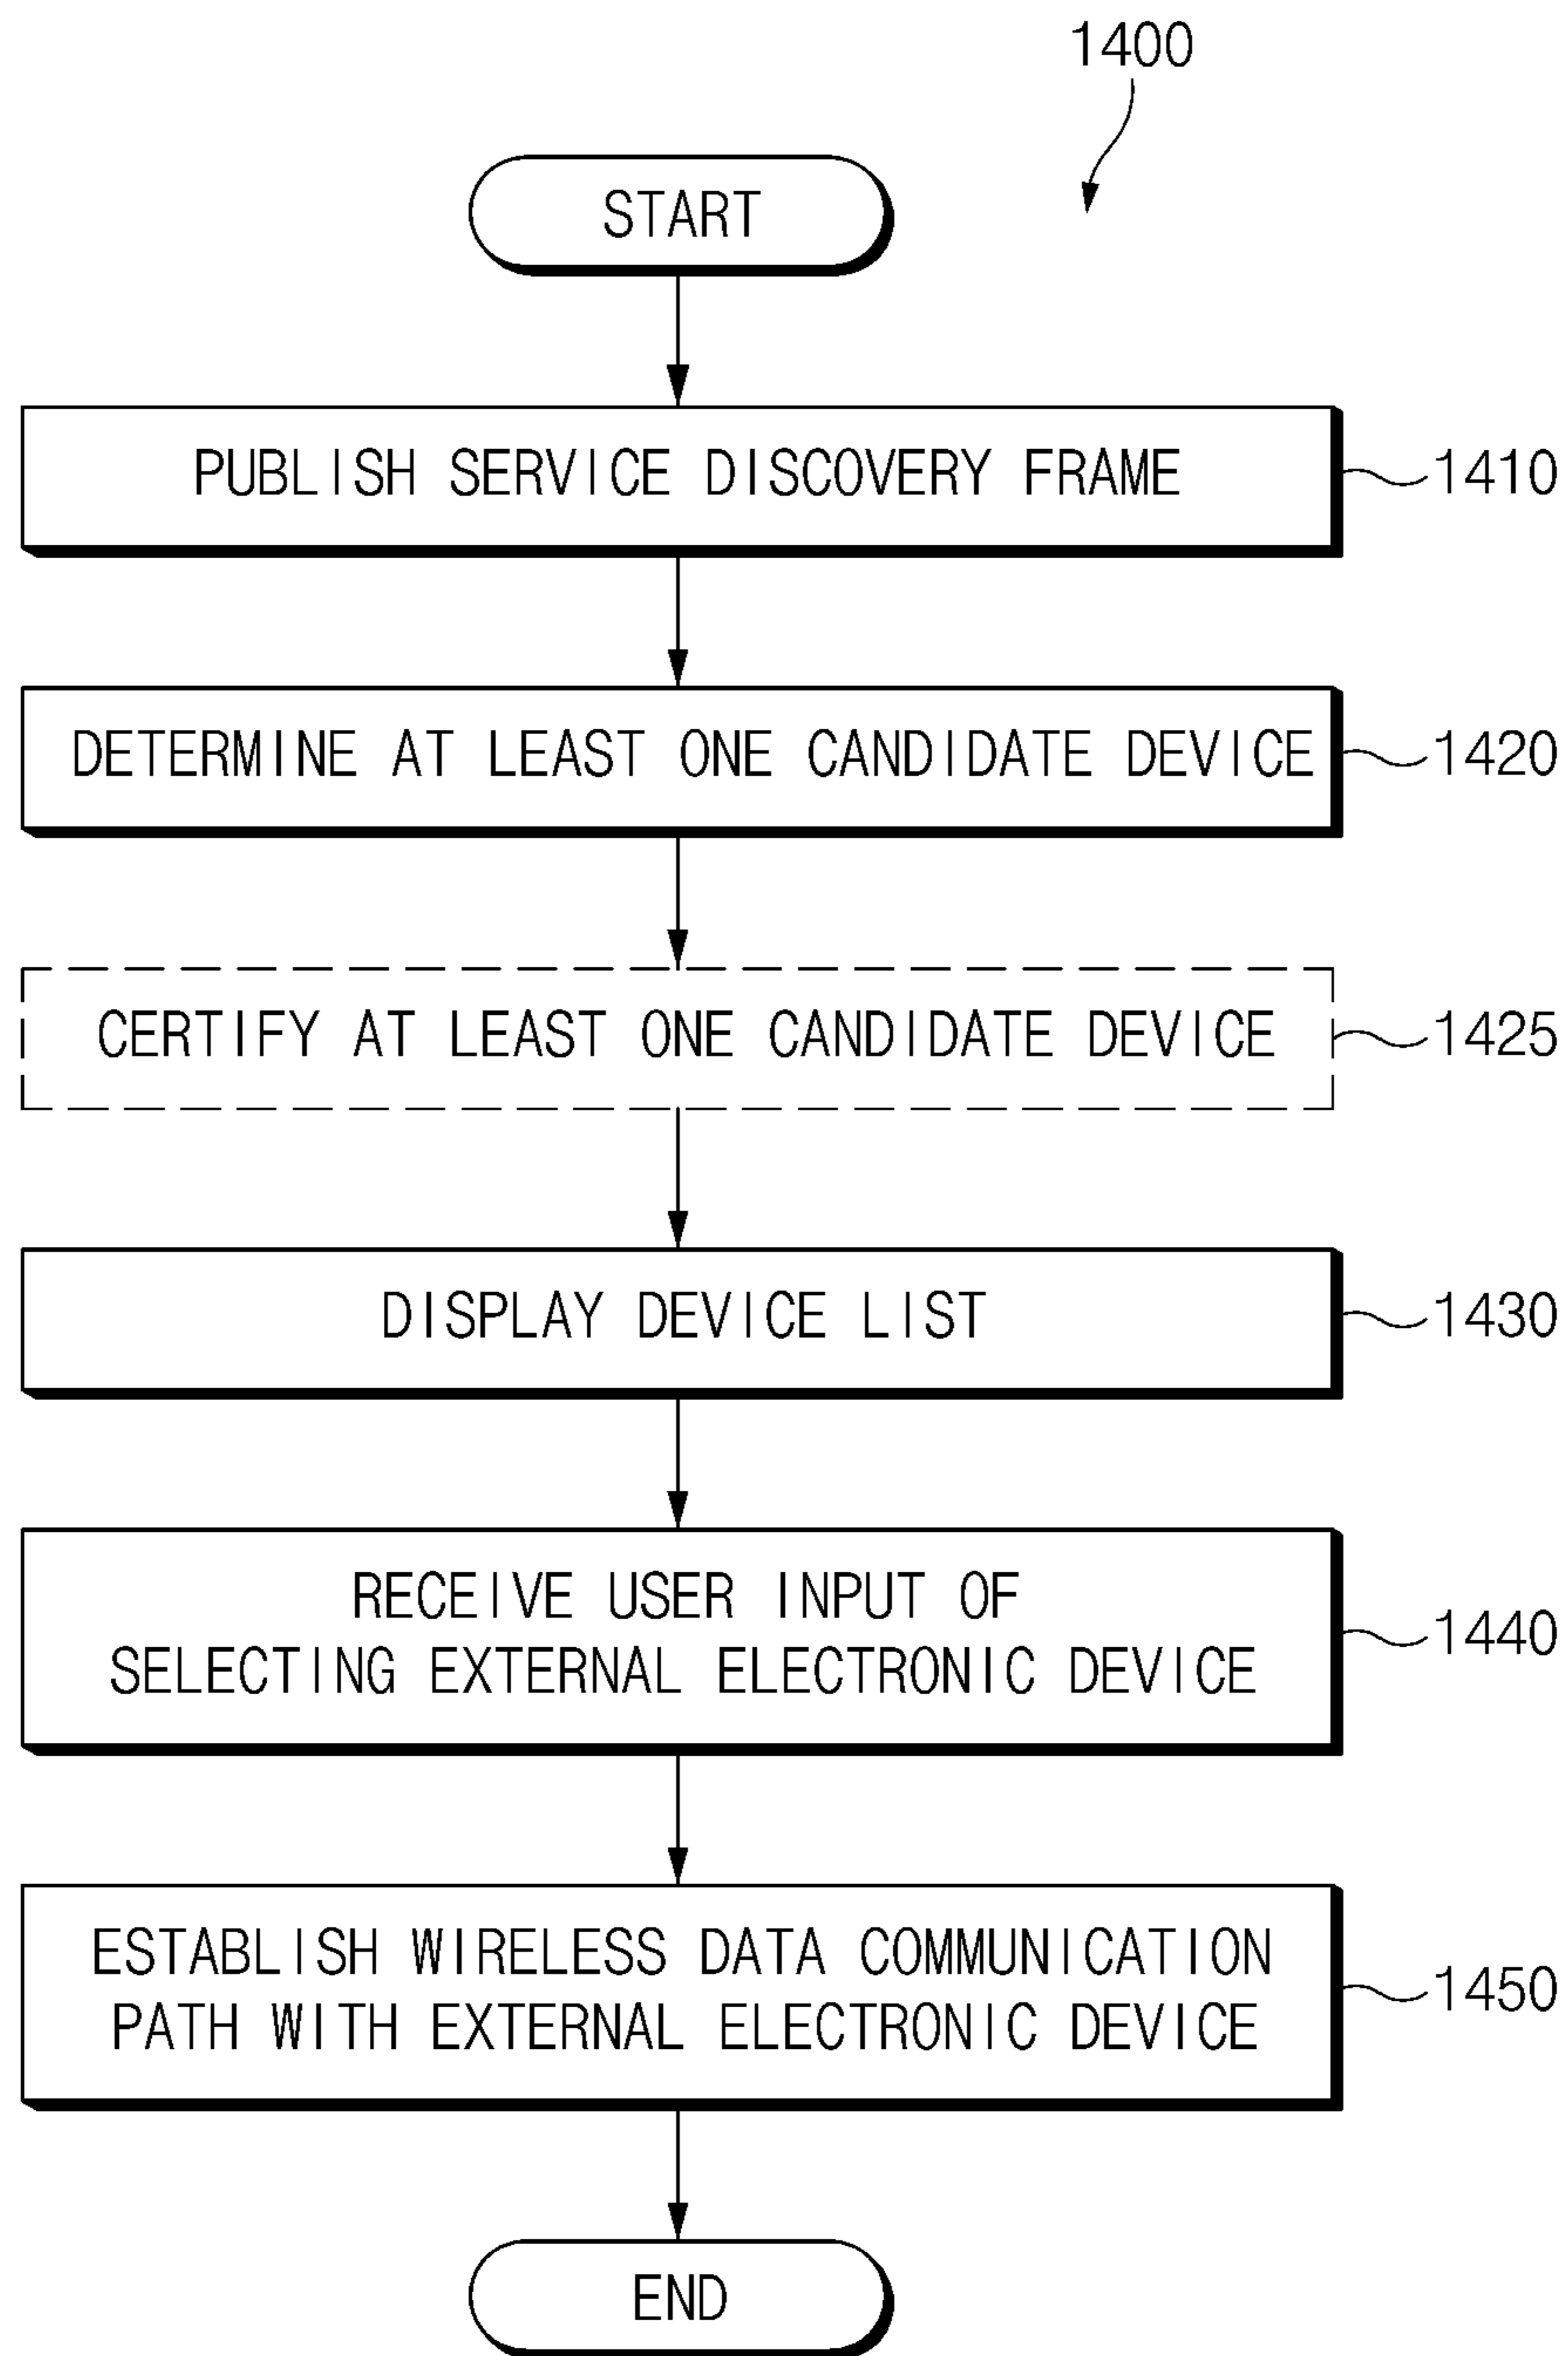 1400
START
PUBLISH SERVICE DISCOVERY FRAME
1410
DETERMINE AT LEAST ONE CANDIDATE DEVICE
1420
CERTIFY AT LEAST ONE CANDIDATE DEVICE
1425
DISPLAY DEVICE LIST
1430
RECEIVE USER INPUT OF
SELECTING EXTERNAL ELECTRONIC DEVICE
1440
ESTABLISH WIRELESS DATA COMMUNICATION
PATH WITH EXTERNAL ELECTRONIC DEVICE
1450
END